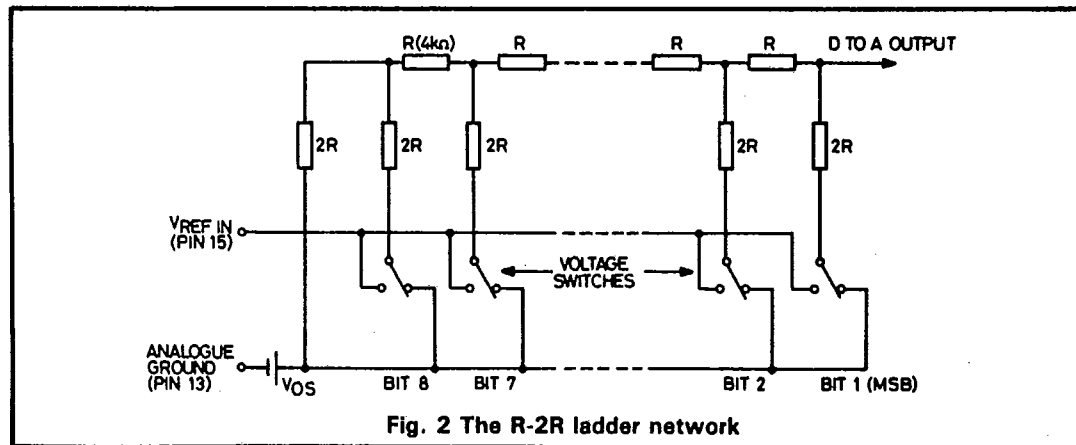 R(4kΩ) R R R D TO A OUTPUT
2R 2R 2R 2R 2R
VREF IN
(PIN 15)
VOLTAGE
SWITCHES
ANALOGUE
GROUND
(PIN 13)
VOS
BIT 8 BIT 7 BIT 2 BIT 1 (MSB)
Fig. 2 The R-2R ladder network